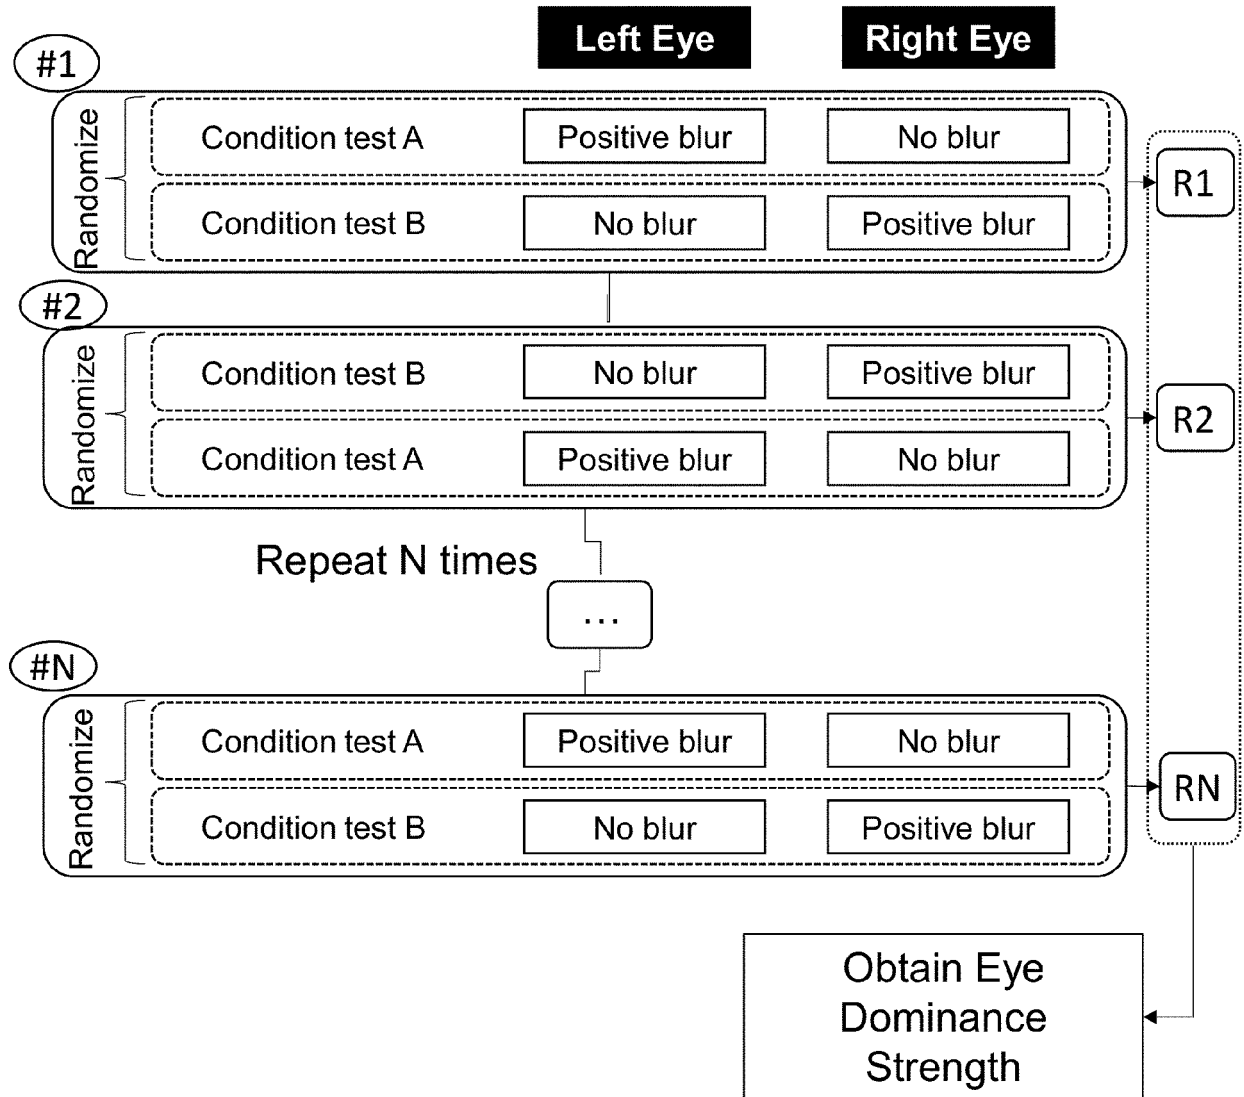 Left Eye Right Eye
#1
Randomize
Condition test A Positive blur No blur
R1
Condition test B No blur Positive blur
#2
Randomize
Condition test B No blur Positive blur
R2
Condition test A Positive blur No blur
Repeat N times
...
#N
Randomize
Condition test A Positive blur No blur
RN
Condition test B No blur Positive blur
Obtain Eye
Dominance
Strength